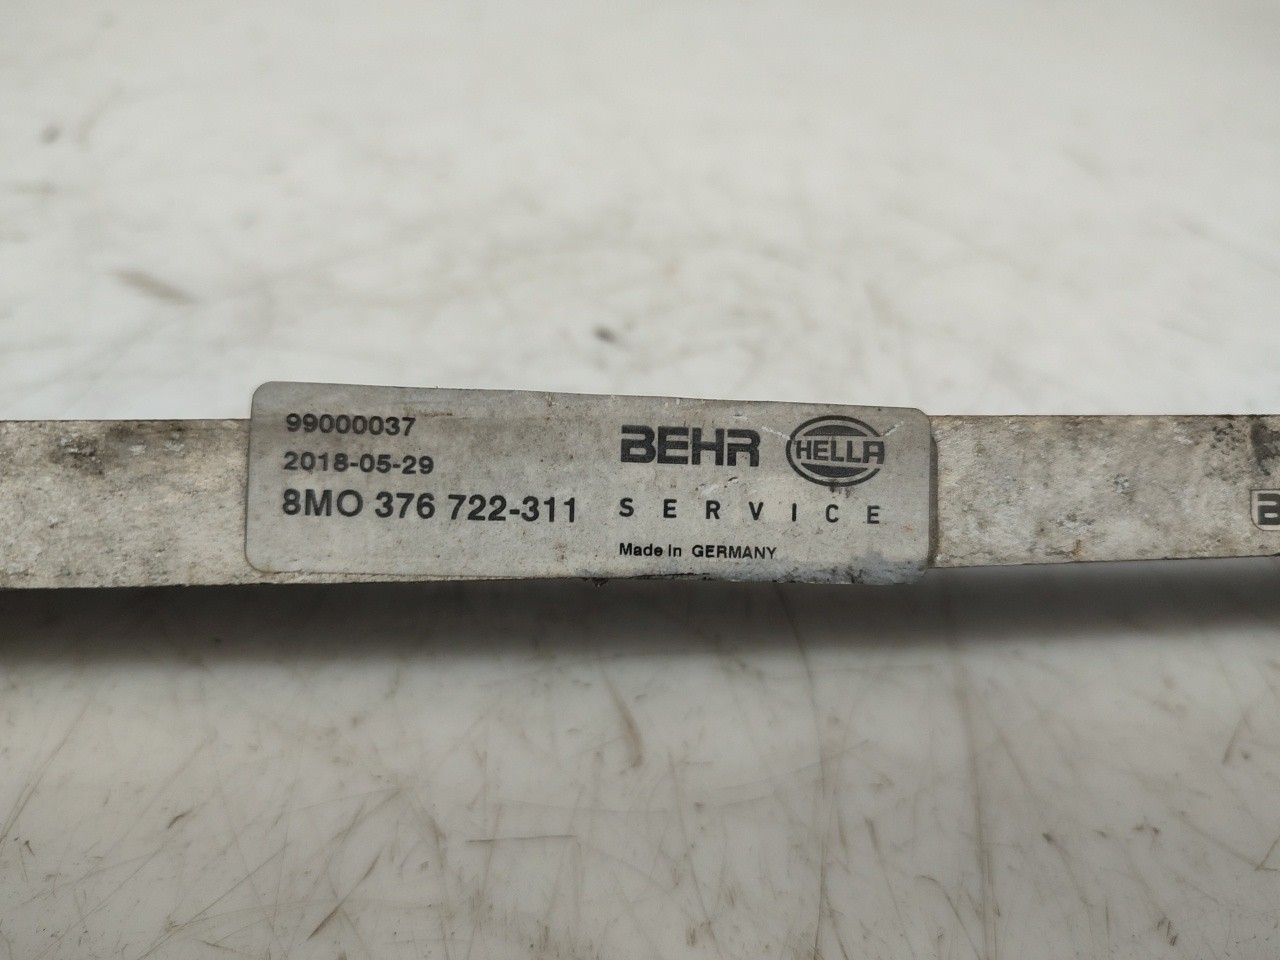 99000037
2018-05-29
8MO 376 722-311
BEHR HELLA
SERVICE
Made in GERMANY